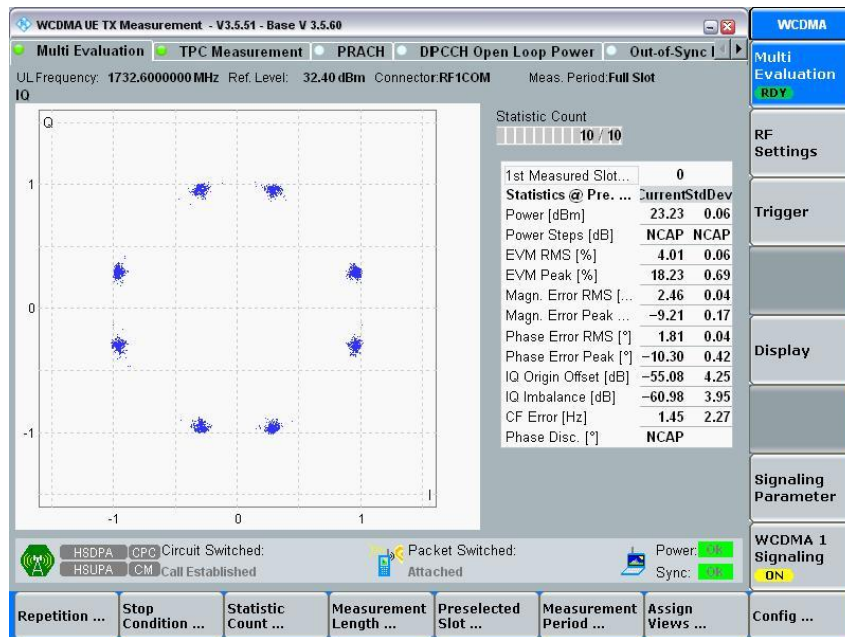 WCDMA UE TX Measurement - V3.5.51 - Base V 3.5.60
WCDMA
Multi Evaluation
TPC Measurement
PRACH
DPCCH Open Loop Power
Out-of-Sync
UL Frequency: 1732.6000000 MHz Ref. Level: 32.40 dBm Connector: RF1COM Meas. Period: Full Slot
IQ
Q
1
0
-1
-1 0 1
I
Statistic Count
10 / 10
1st Measured Slot... 0
Statistics @ Pre. ... Current StdDev
Power [dBm] 23.23 0.06
Power Steps [dB] NCAP NCAP
EVM RMS [%] 4.01 0.06
EVM Peak [%] 18.23 0.69
Magn. Error RMS [... 2.46 0.04
Magn. Error Peak ... −9.21 0.17
Phase Error RMS [°] 1.81 0.04
Phase Error Peak [°] −10.30 0.42
IQ Origin Offset [dB] −55.08 4.25
IQ Imbalance [dB] −60.98 3.95
CF Error [Hz] 1.45 2.27
Phase Disc. [°] NCAP
Multi
Evaluation
RDY
RF
Settings
Trigger
Display
Signaling
Parameter
WCDMA 1
Signaling
ON
HSDPA CPC Circuit Switched:
HSUPA CM Call Established
Packet Switched:
Attached
Power: OK
Sync: OK
Repetition ...
Stop
Condition ...
Statistic
Count ...
Measurement
Length ...
Preselected
Slot ...
Measurement
Period ...
Assign
Views ...
Config ...